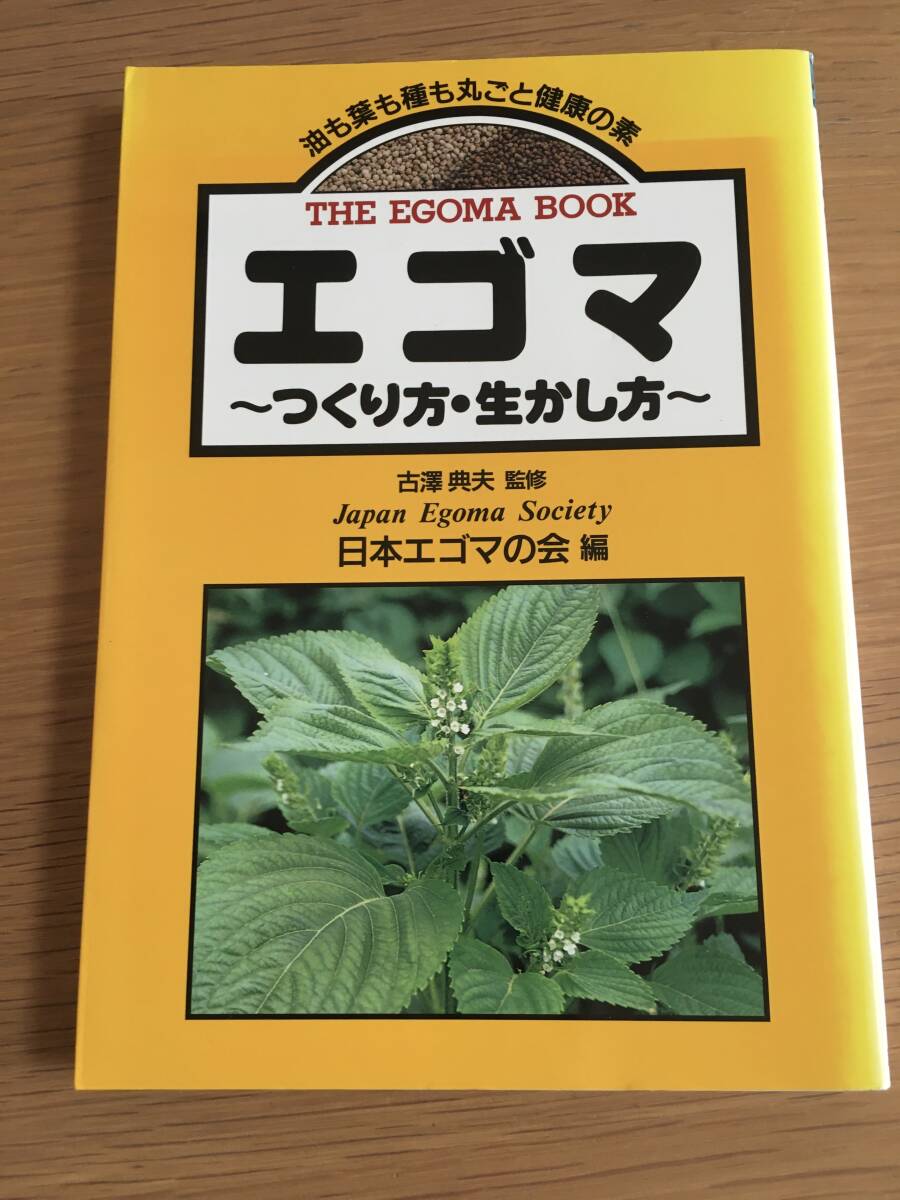 油も葉も種も丸ごと健康の素
THE EGOMA BOOK
エゴマ
～つくり方・生かし方～
古澤典夫 監修
Japan Egoma Society
日本エゴマの会 編